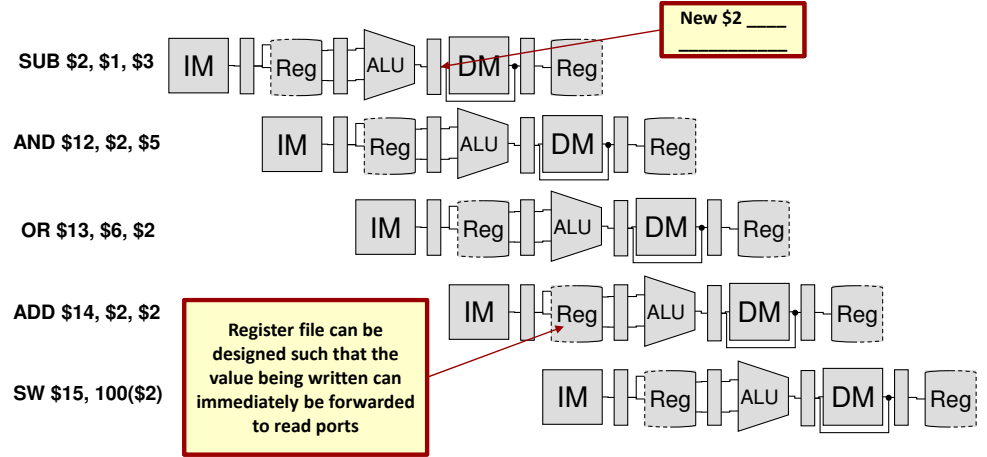 New $2 ____
___________
SUB $2, $1, $3
IM Reg ALU DM Reg
AND $12, $2, $5
IM Reg ALU DM Reg
OR $13, $6, $2
IM Reg ALU DM Reg
ADD $14, $2, $2
IM Reg ALU DM Reg
Register file can be
designed such that the
value being written can
immediately be forwarded
to read ports
SW $15, 100($2)
IM Reg ALU DM Reg